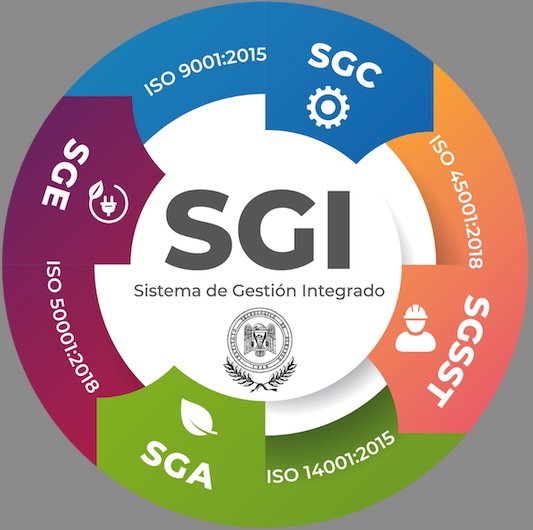 ISO 9001:2015
SGC
ISO 45001:2018
SGSST
ISO 14001:2015
SGA
ISO 50001:2018
SGE
SGI
Sistema de Gestión Integrado